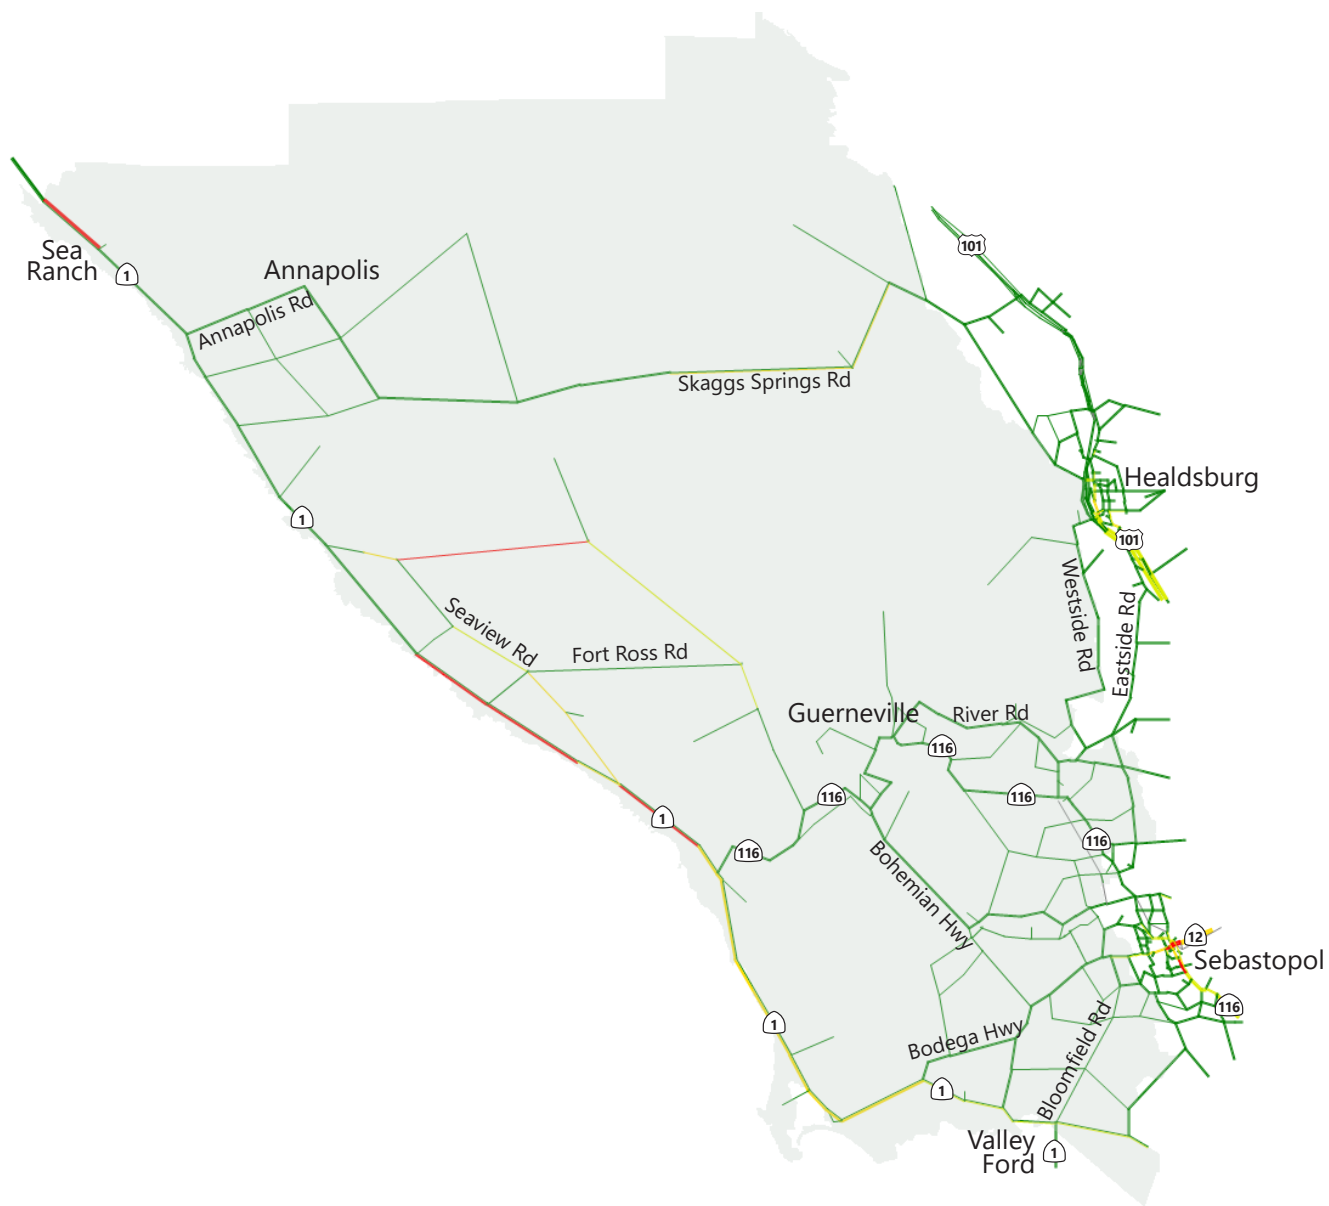 101
Sea
Ranch
1
Annapolis
Annapolis Rd
Skaggs Springs Rd
Healdsburg
1
101
Westside Rd
Eastside Rd
Seaview Rd
Fort Ross Rd
Guerneville
River Rd
116
116
116
1
116
116
Bohemian Hwy
12
Sebastopol
116
1
Bodega Hwy
Bloomfield Rd
1
Valley
Ford
1